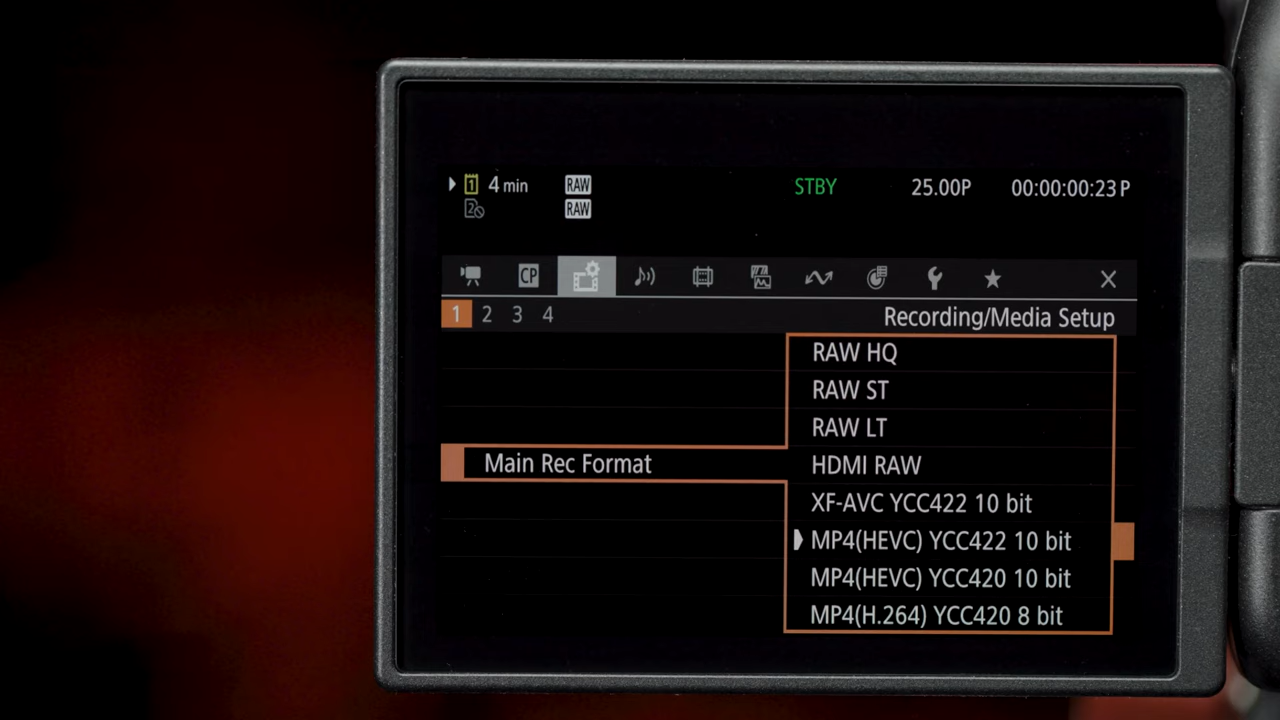 1 4 min RAW STBY 25.00P 00:00:00:23 P
2 RAW
CP
1 2 3 4 Recording/Media Setup
RAW HQ
RAW ST
RAW LT
Main Rec Format HDMI RAW
XF-AVC YCC422 10 bit
MP4(HEVC) YCC422 10 bit
MP4(HEVC) YCC420 10 bit
MP4(H.264) YCC420 8 bit